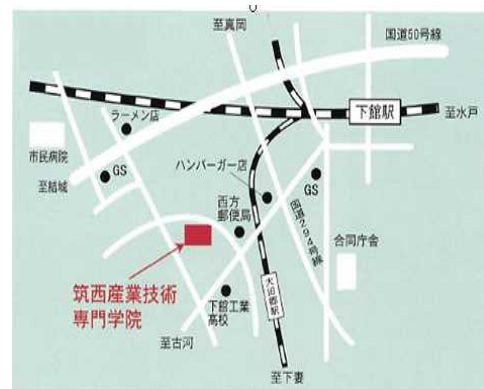 至真岡
国道50号線
下館駅
至水戸
ラーメン店
市民病院
GS
至結城
ハンバーガー店
GS
西方
郵便局
国道294号線
合同庁舎
筑西産業技術
専門学院
下館工業
高校
大田郷駅
至古河
至下妻